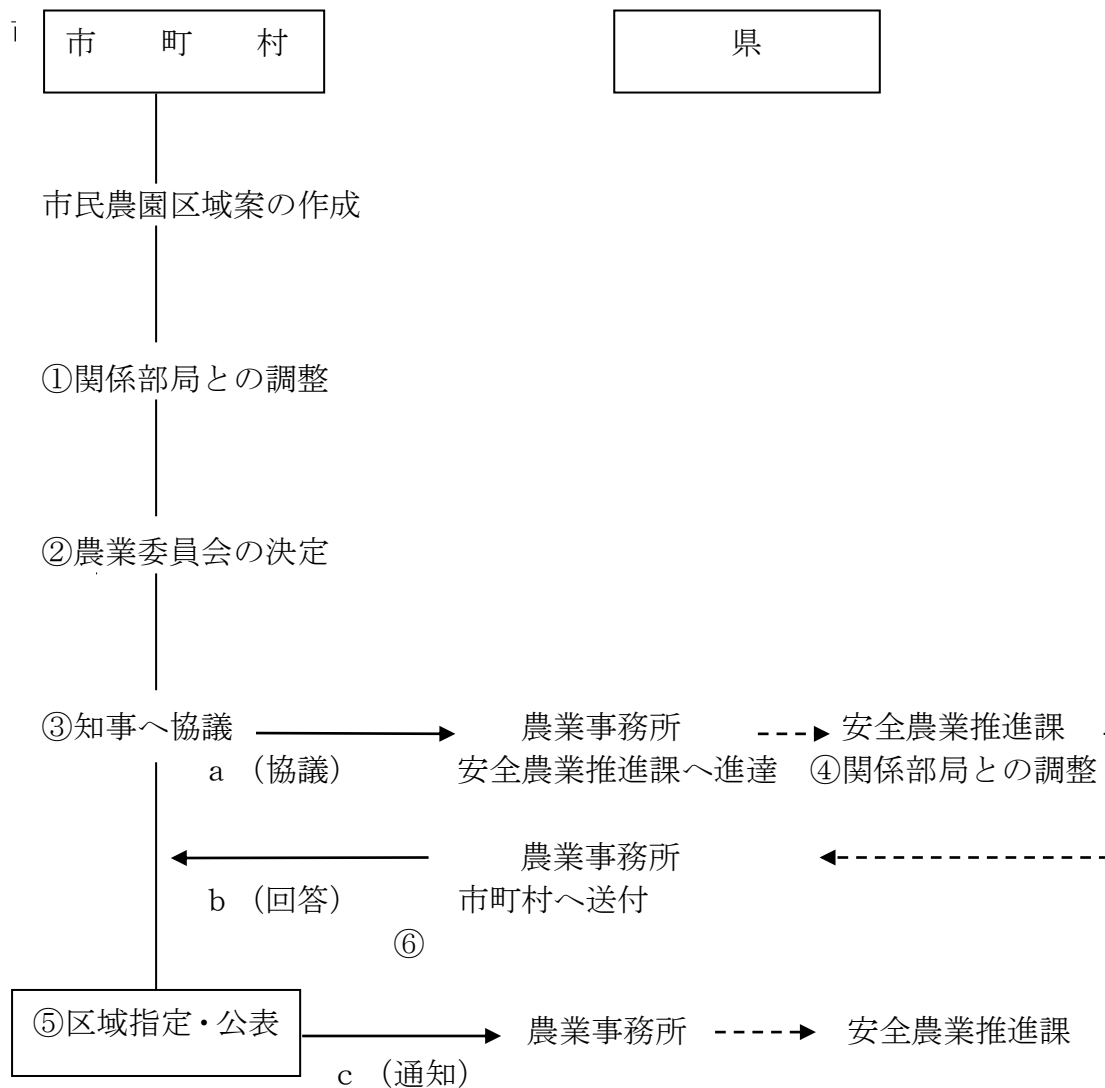 市 町 村
県
市民農園区域案の作成
①関係部局との調整
②農業委員会の決定
③知事へ協議 農業事務所 安全農業推進課
a (協議) 安全農業推進課へ進達 ④関係部局との調整
農業事務所
b (回答) 市町村へ送付
⑥
⑤区域指定・公表 農業事務所 安全農業推進課
c (通知)